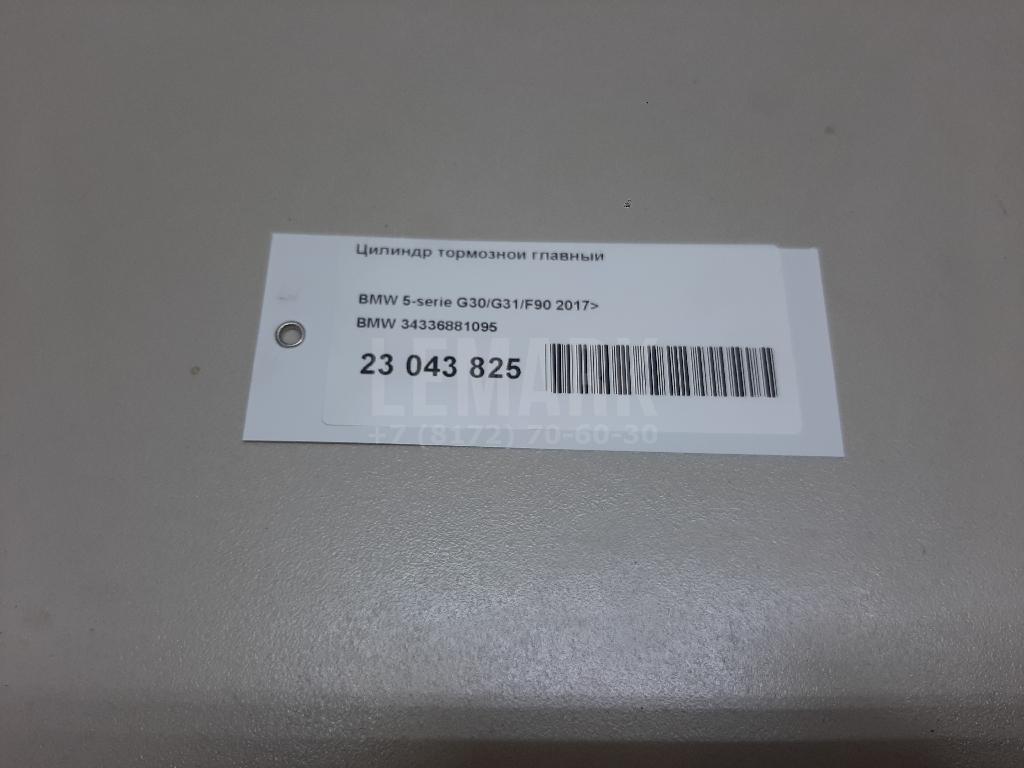 Цилиндр тормозной главный
BMW 5-serie G30/G31/F90 2017>
BMW 34336881095
23 043 825
LEMARK
+7 (8172) 70-60-30